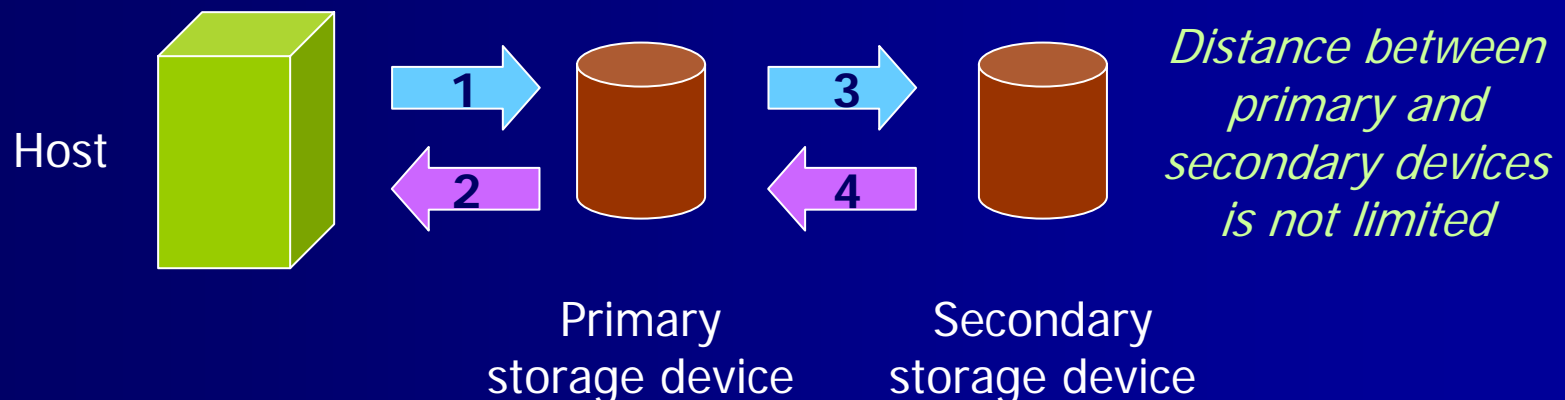 Host
1
2
3
4
Distance between
primary and
secondary devices
is not limited
Primary
storage device
Secondary
storage device